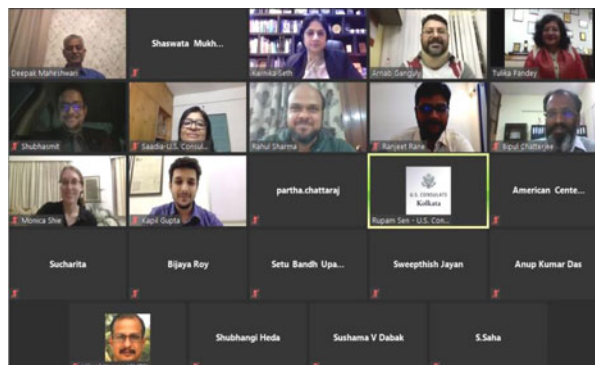 Deepak Maheshwari
Shaswata Mukh...
Karnika Seth
Arnab Ganguly
Tulika Pandey
Shubhasmit
Saadia-U.S. Consul...
Rahul Sharma
Ranjeet Rane
Bipul Chatterjee
Monica Shie
Kapil Gupta
partha.chattaraj
U.S. CONSULATE
Kolkata
Rupam Sen - U.S. Con...
American Cente...
Sucharita
Bijaya Roy
Setu Bandh Upa...
Sweepthish Jayan
Anup Kumar Das
Shubhangi Heda
Sushama V Dabak
S.Saha